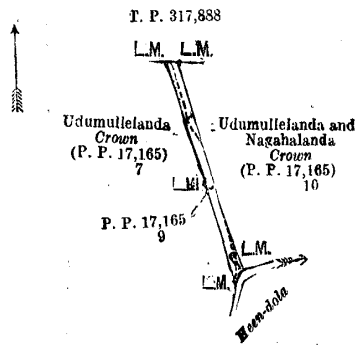 T. P. 317,888
L.M. L.M.
Udumullelanda
Crown
(P. P. 17,165)
7
Udumullelanda and
Nagahalanda
Crown
(P. P. 17,165)
10
L.M.
P. P. 17,165
9
L.M.
L.M.
Heen-dola